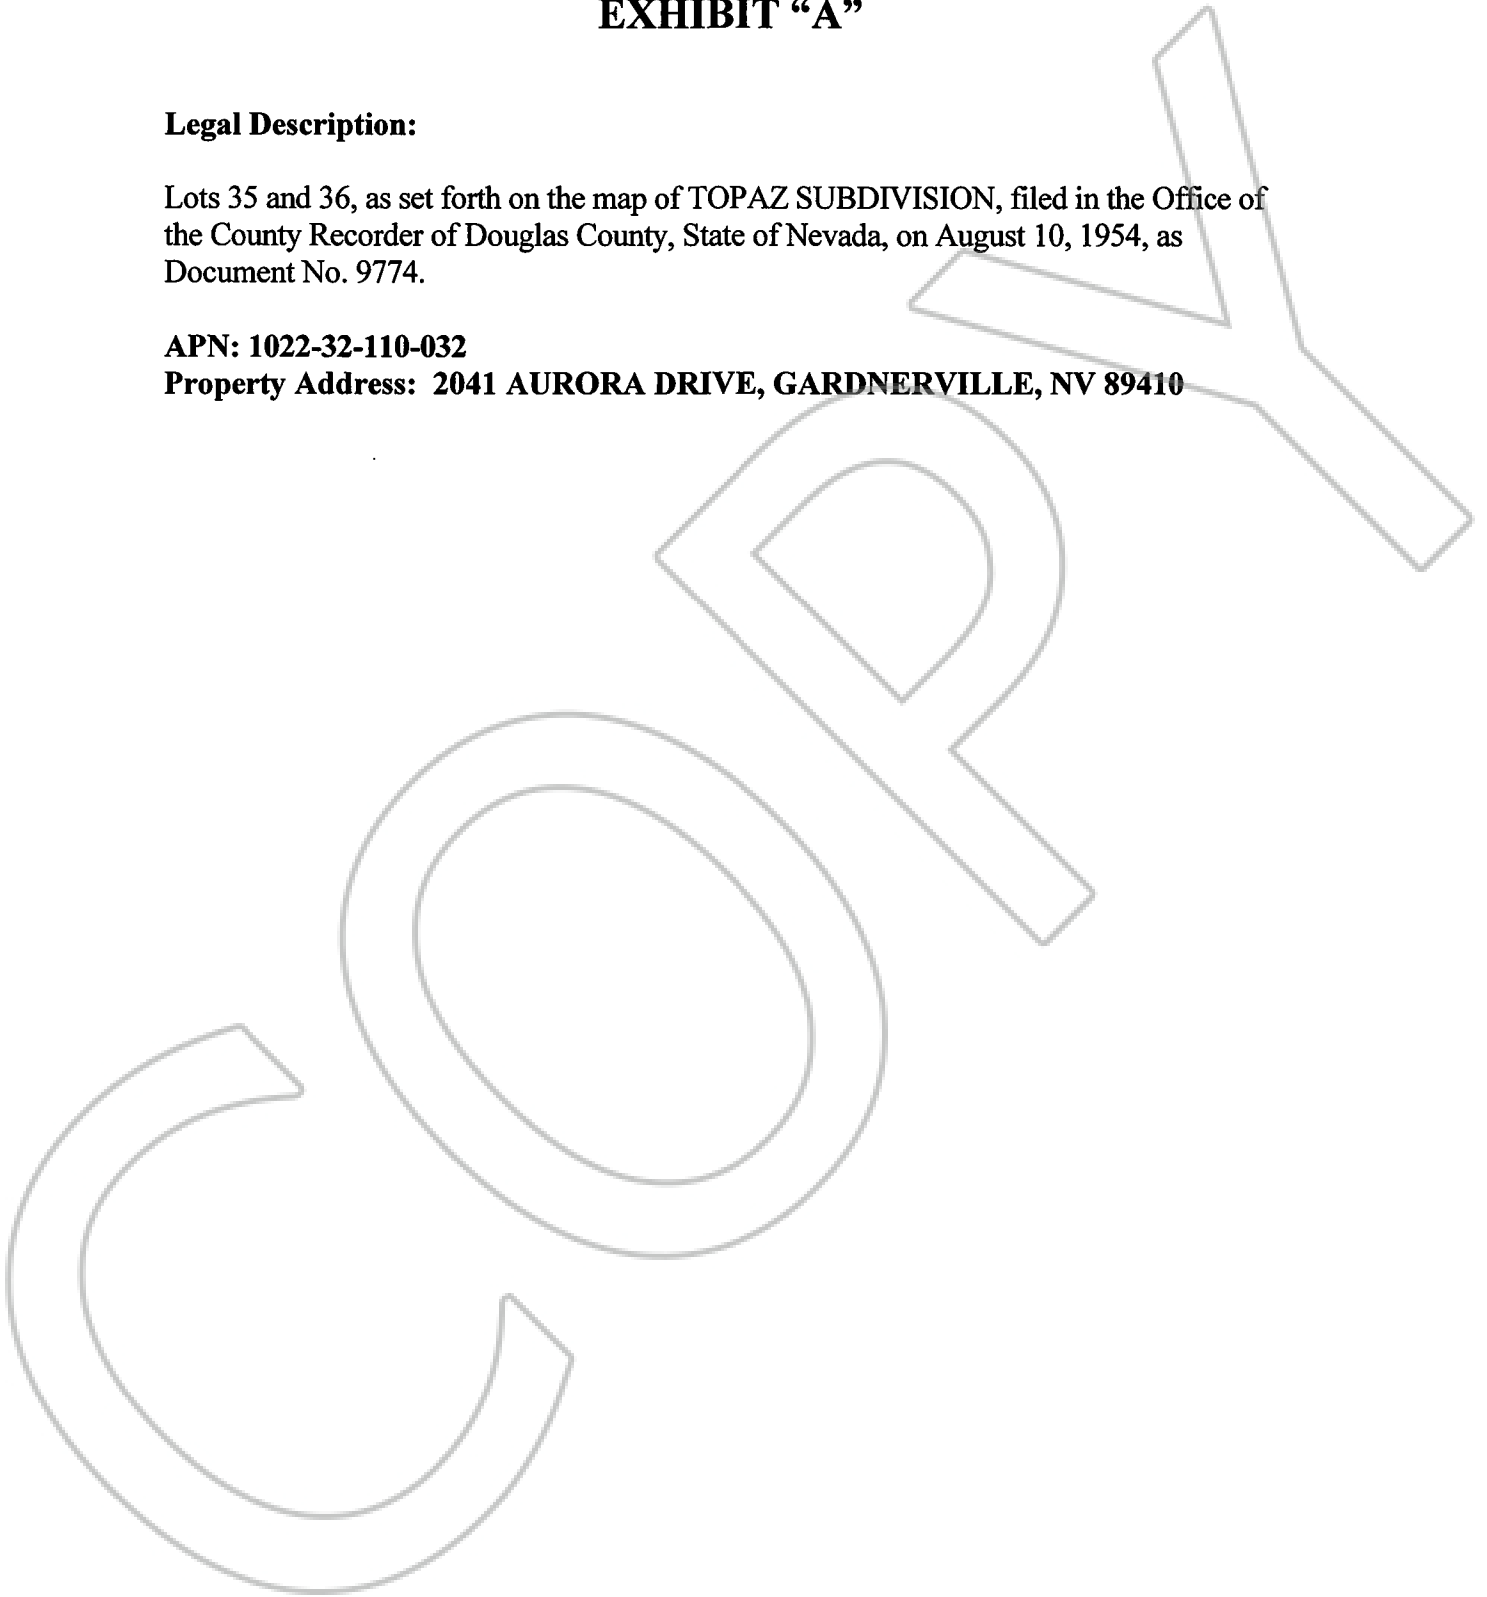 EXHIBIT “A”
Legal Description:
Lots 35 and 36, as set forth on the map of TOPAZ SUBDIVISION, filed in the Office of
the County Recorder of Douglas County, State of Nevada, on August 10, 1954, as
Document No. 9774.
APN: 1022-32-110-032
Property Address: 2041 AURORA DRIVE, GARDNERVILLE, NV 89410
COPY